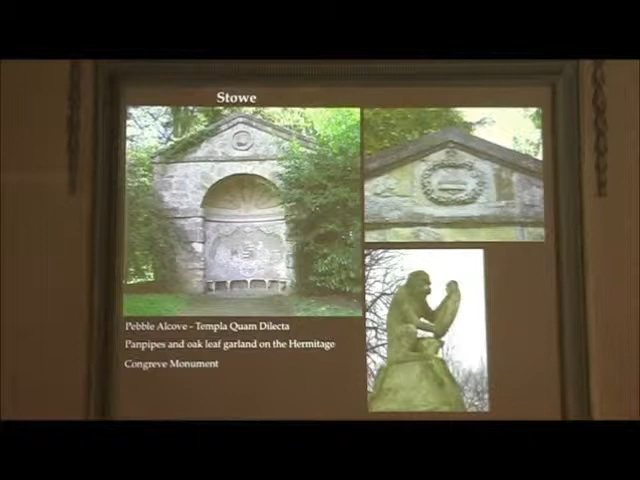 Stowe
Pebble Alcove - Templa Quam Dilecta
Panpipes and oak leaf garland on the Hermitage
Congreve Monument